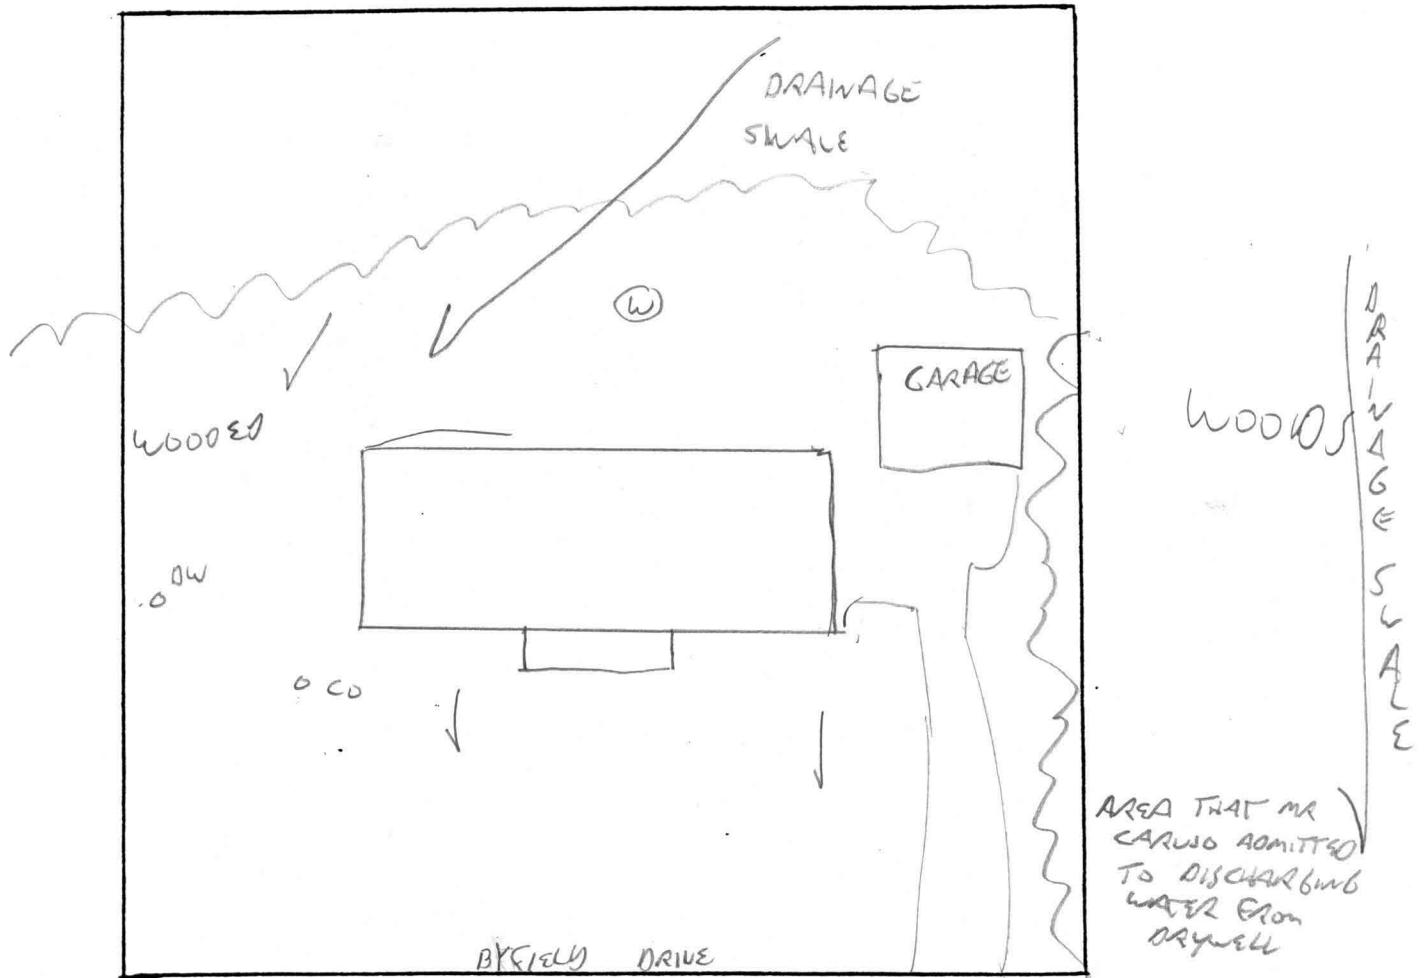 DRAINAGE
SWALE
W
GARAGE
WOODED
WOODS
DRAINAGE SWALE
DW
CO
AREA THAT MR
CARUSO ADMITTED
TO DISCHARGING
WATER FROM
DRYWELL
BYFIELD DRIVE